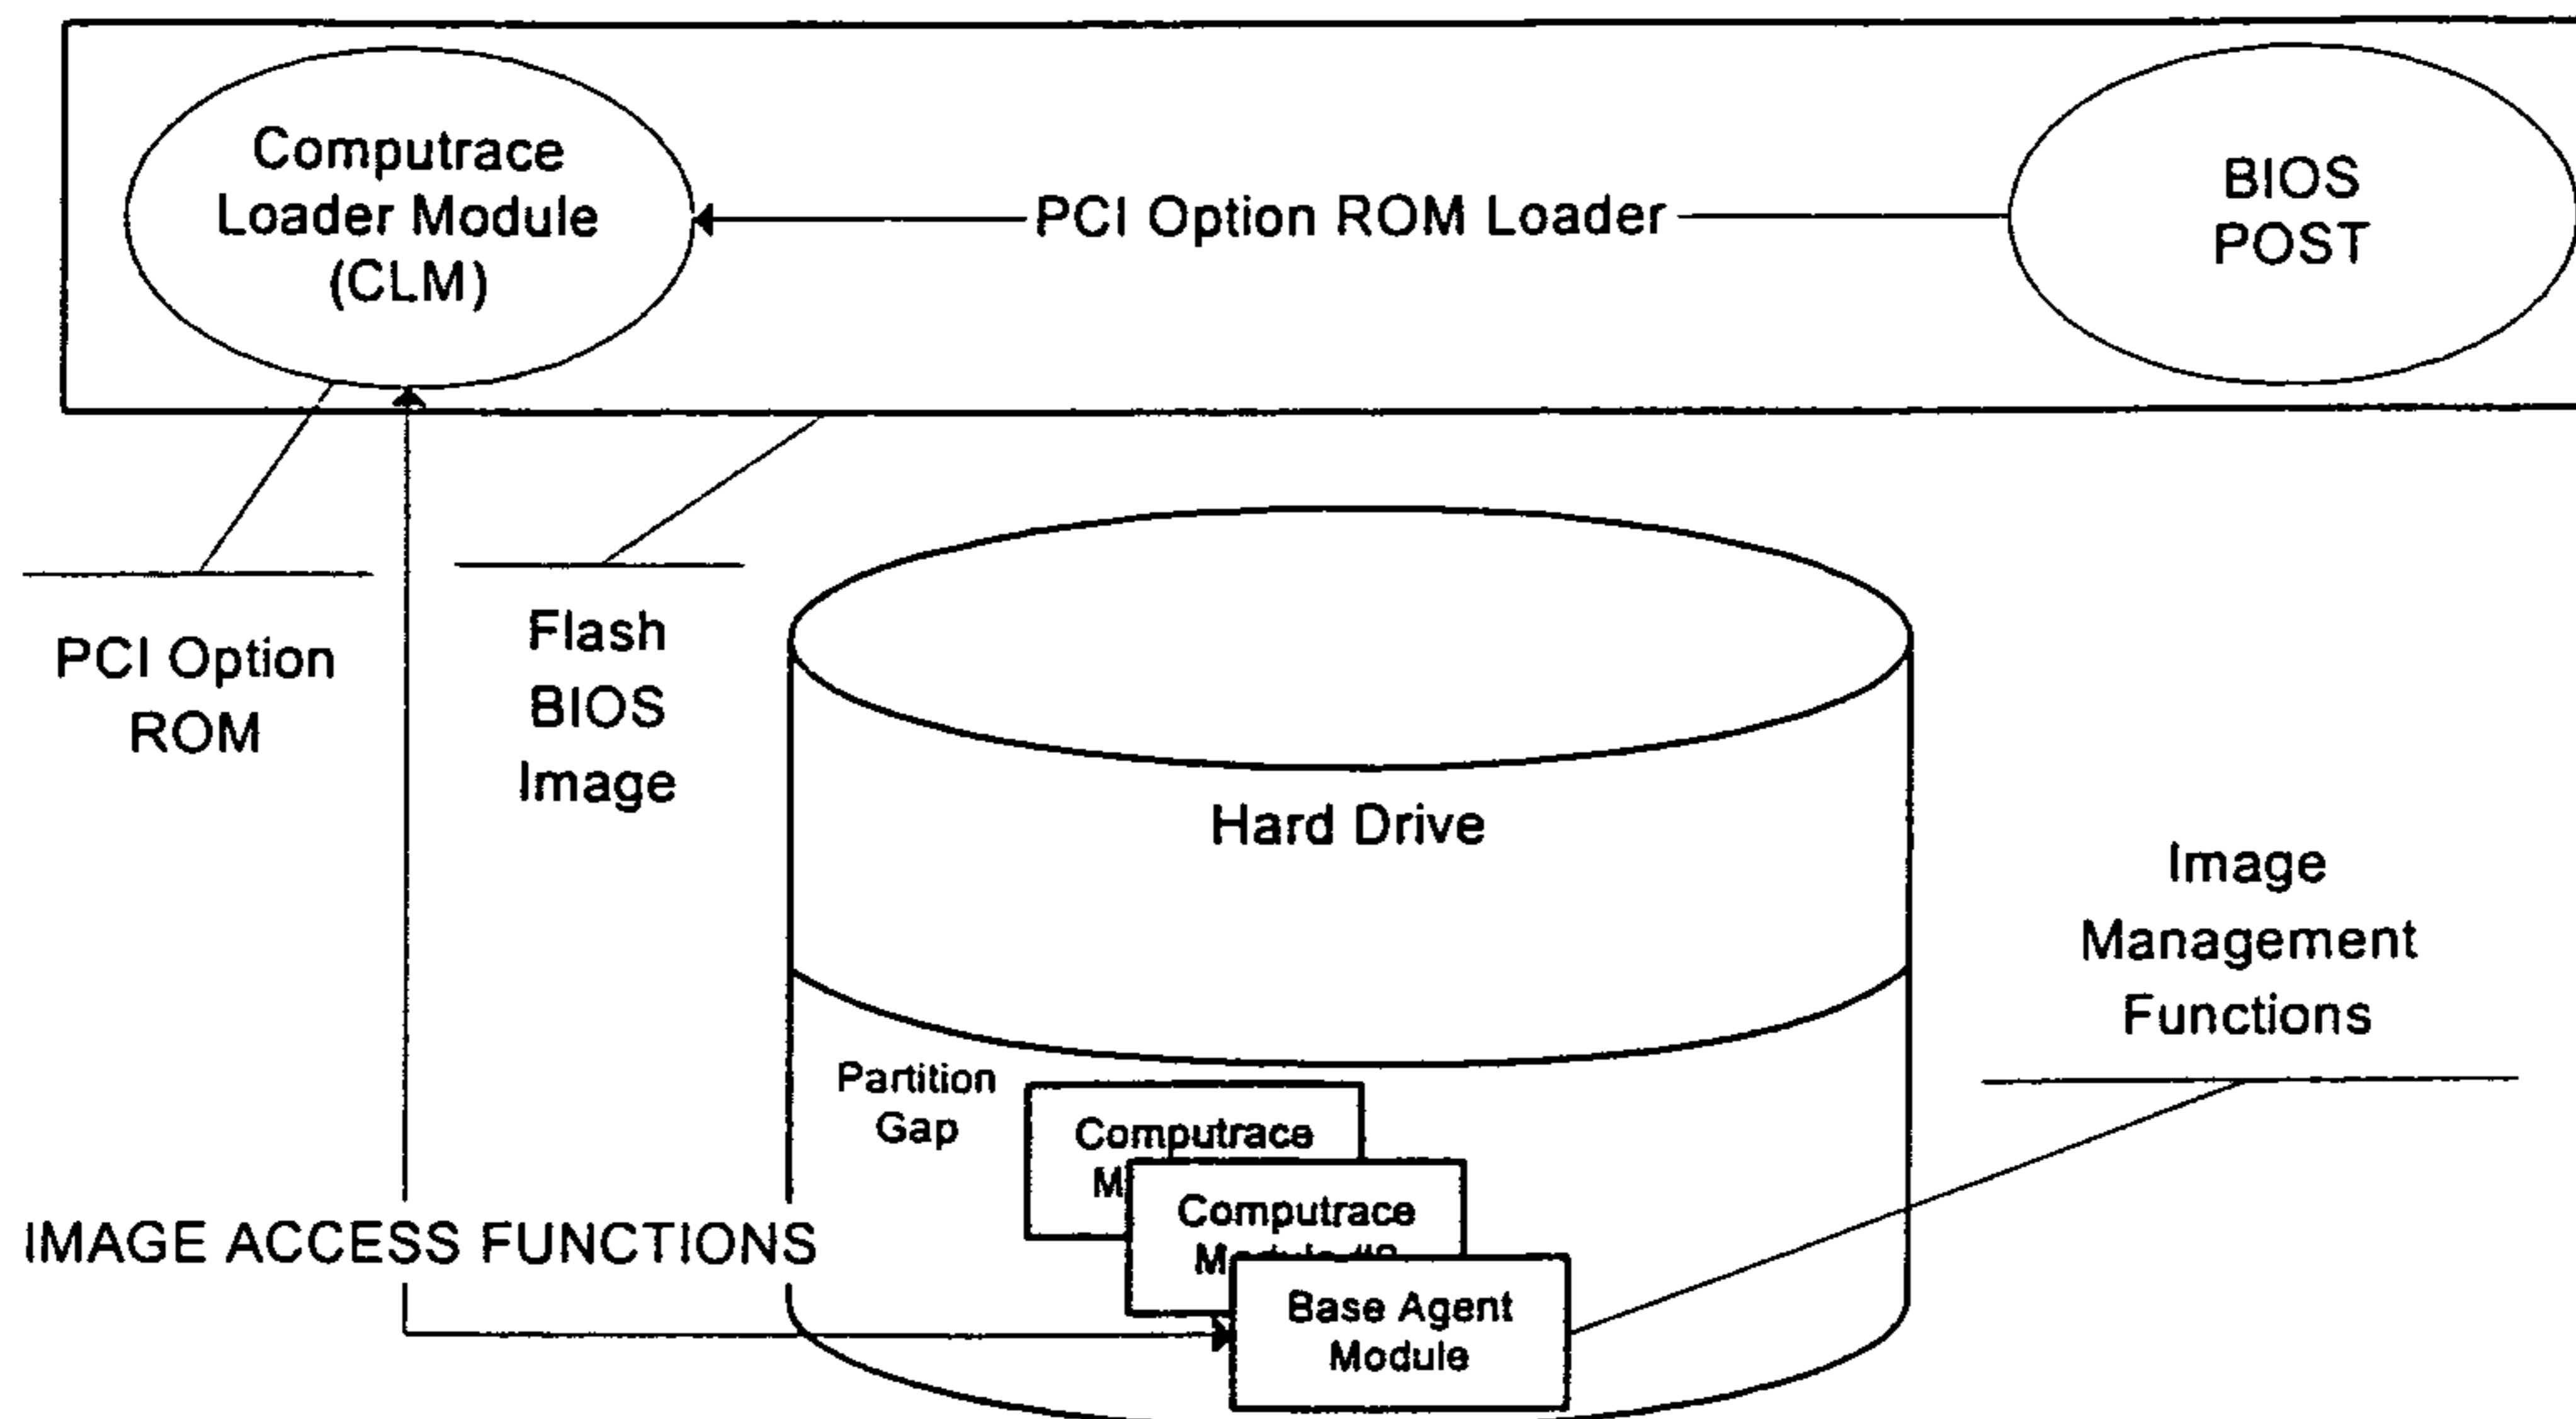 Computrace
Loader Module
(CLM)
PCI Option ROM Loader
BIOS
POST
PCI Option
ROM
Flash
BIOS
Image
Hard Drive
Image
Management
Functions
Partition
Gap
Computrace
Computrace
IMAGE ACCESS FUNCTIONS
Base Agent
Module